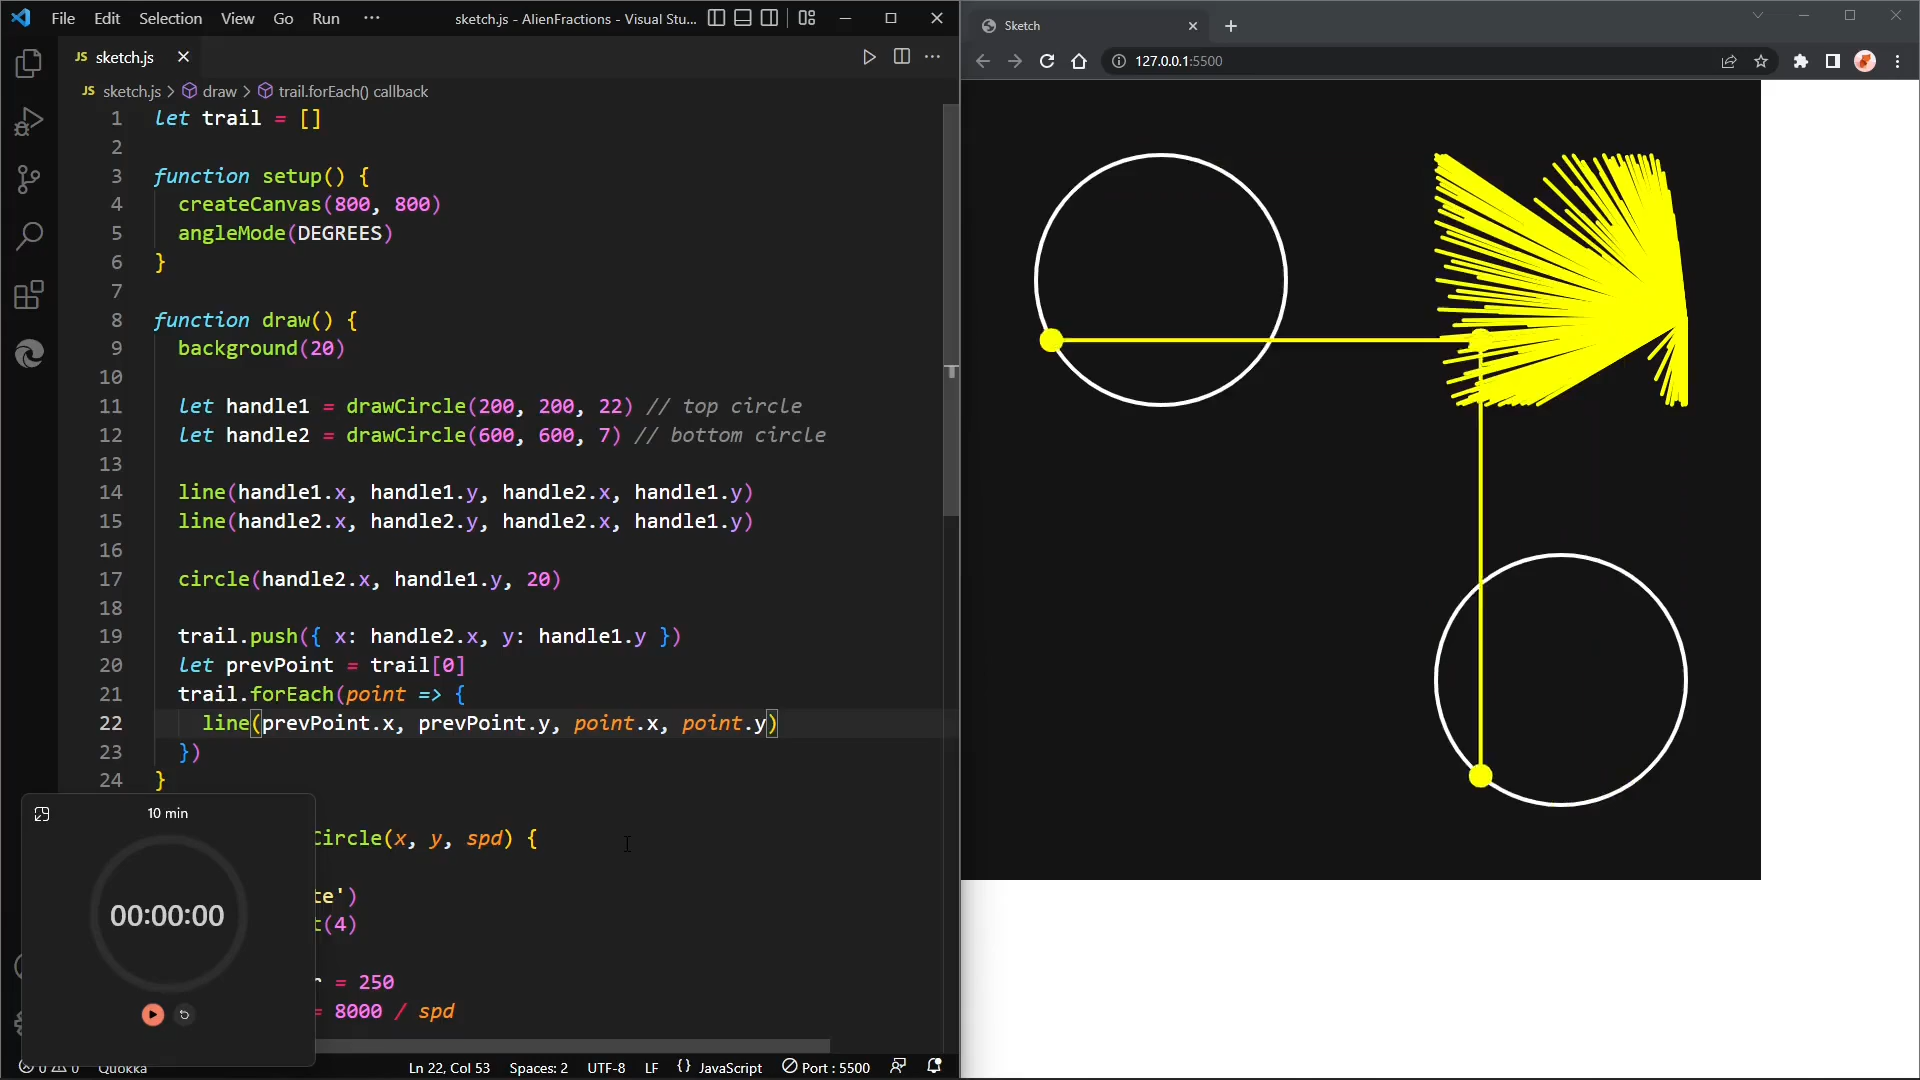 File Edit Selection View Go Run ··· sketch.js - AlienFractions - Visual Stu...
JS sketch.js
JS sketch.js > draw > trail.forEach() callback
1 let trail = []
2
3 function setup() {
4 createCanvas(800, 800)
5 angleMode(DEGREES)
6 }
7
8 function draw() {
9 background(20)
10
11 let handle1 = drawCircle(200, 200, 22) // top circle
12 let handle2 = drawCircle(600, 600, 7) // bottom circle
13
14 line(handle1.x, handle1.y, handle2.x, handle1.y)
15 line(handle2.x, handle2.y, handle2.x, handle1.y)
16
17 circle(handle2.x, handle1.y, 20)
18
19 trail.push({ x: handle2.x, y: handle1.y })
20 let prevPoint = trail[0]
21 trail.forEach(point => {
22 line(prevPoint.x, prevPoint.y, point.x, point.y)
23 })
24 }
Circle(x, y, spd) {
te')
t(4)
r = 250
= 8000 / spd
10 min
00:00:00
0 0 Quokka Ln 22, Col 53 Spaces: 2 UTF-8 LF {} JavaScript Port : 5500
Sketch
127.0.0.1:5500